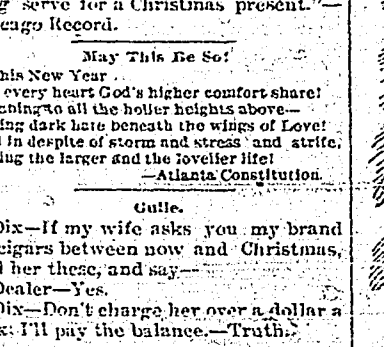 serve for a Christmas present."—
cago Record.
May This Be So!
his New Year
every heart God's higher comfort share!
ching to all the holier heights above—
ing dark hate beneath the wings of Love!
in despite of storm and stress and strife,
ing the larger and the lovelier life!
—Atlanta Constitution.
Guile.
Dix—If my wife asks you my brand
cigars between now and Christmas,
l her these, and say—
Dealer—Yes.
Dix—Don't charge her over a dollar a
x; I'll pay the balance.—Truth.